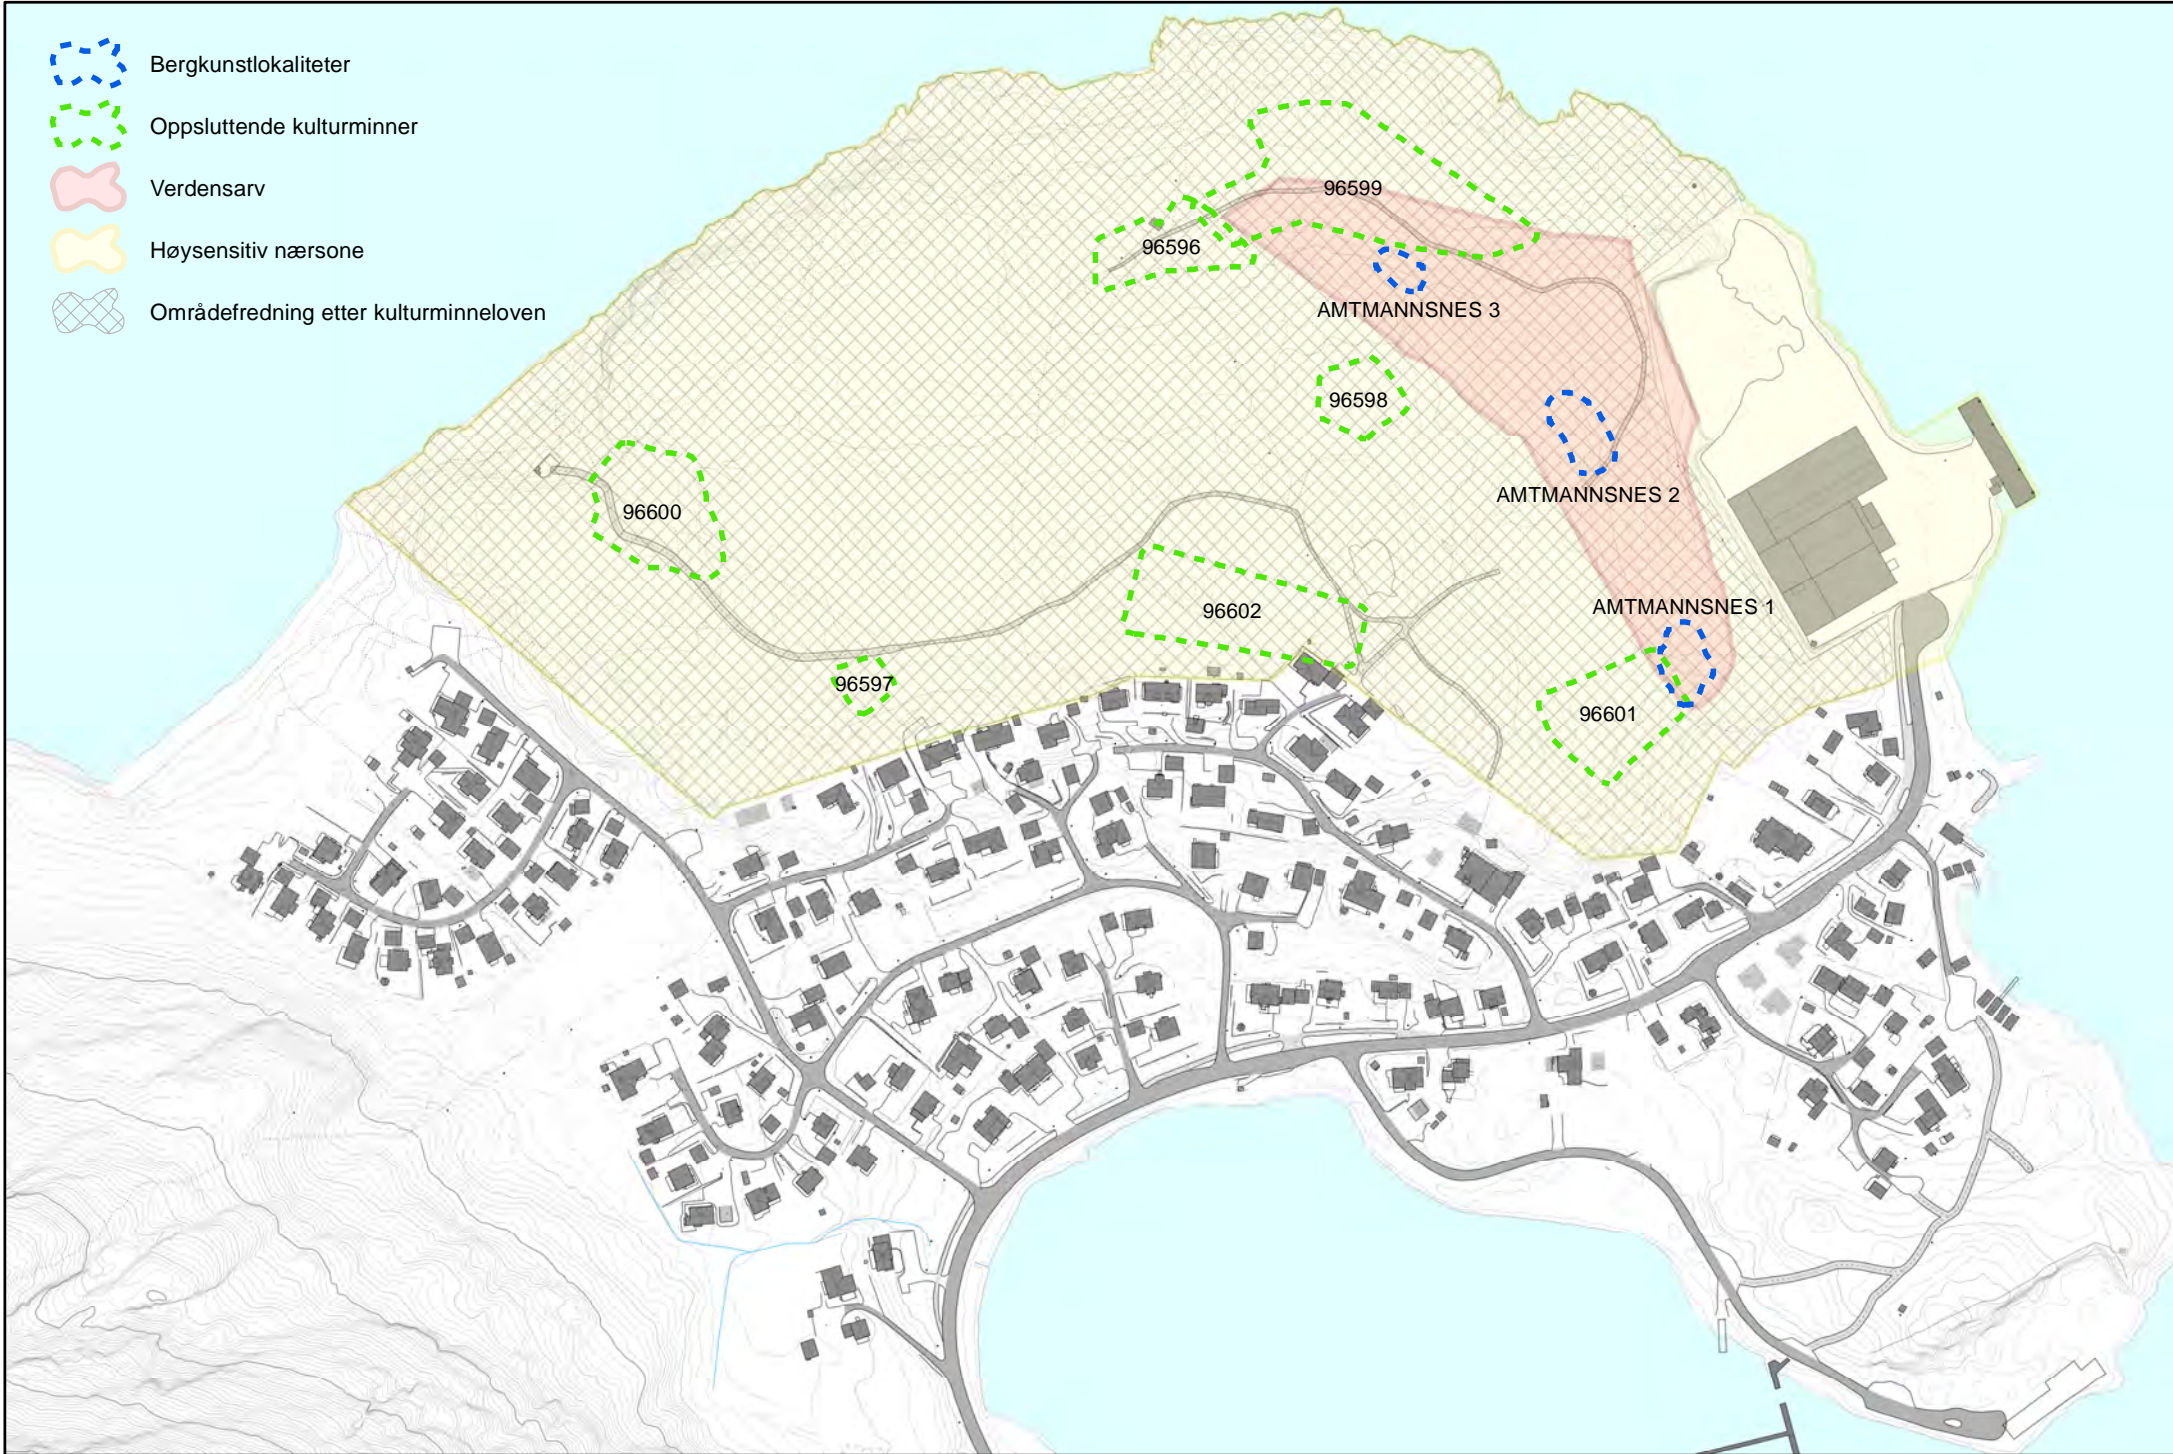 Bergkunstlokaliteter
Oppsluttende kulturminner
Verdensarv
Høysensitiv nærsone
Områdefredning etter kulturminneloven
96599
96596
AMTMANNSNES 3
96598
AMTMANNSNES 2
96600
96602
AMTMANNSNES 1
96597
96601